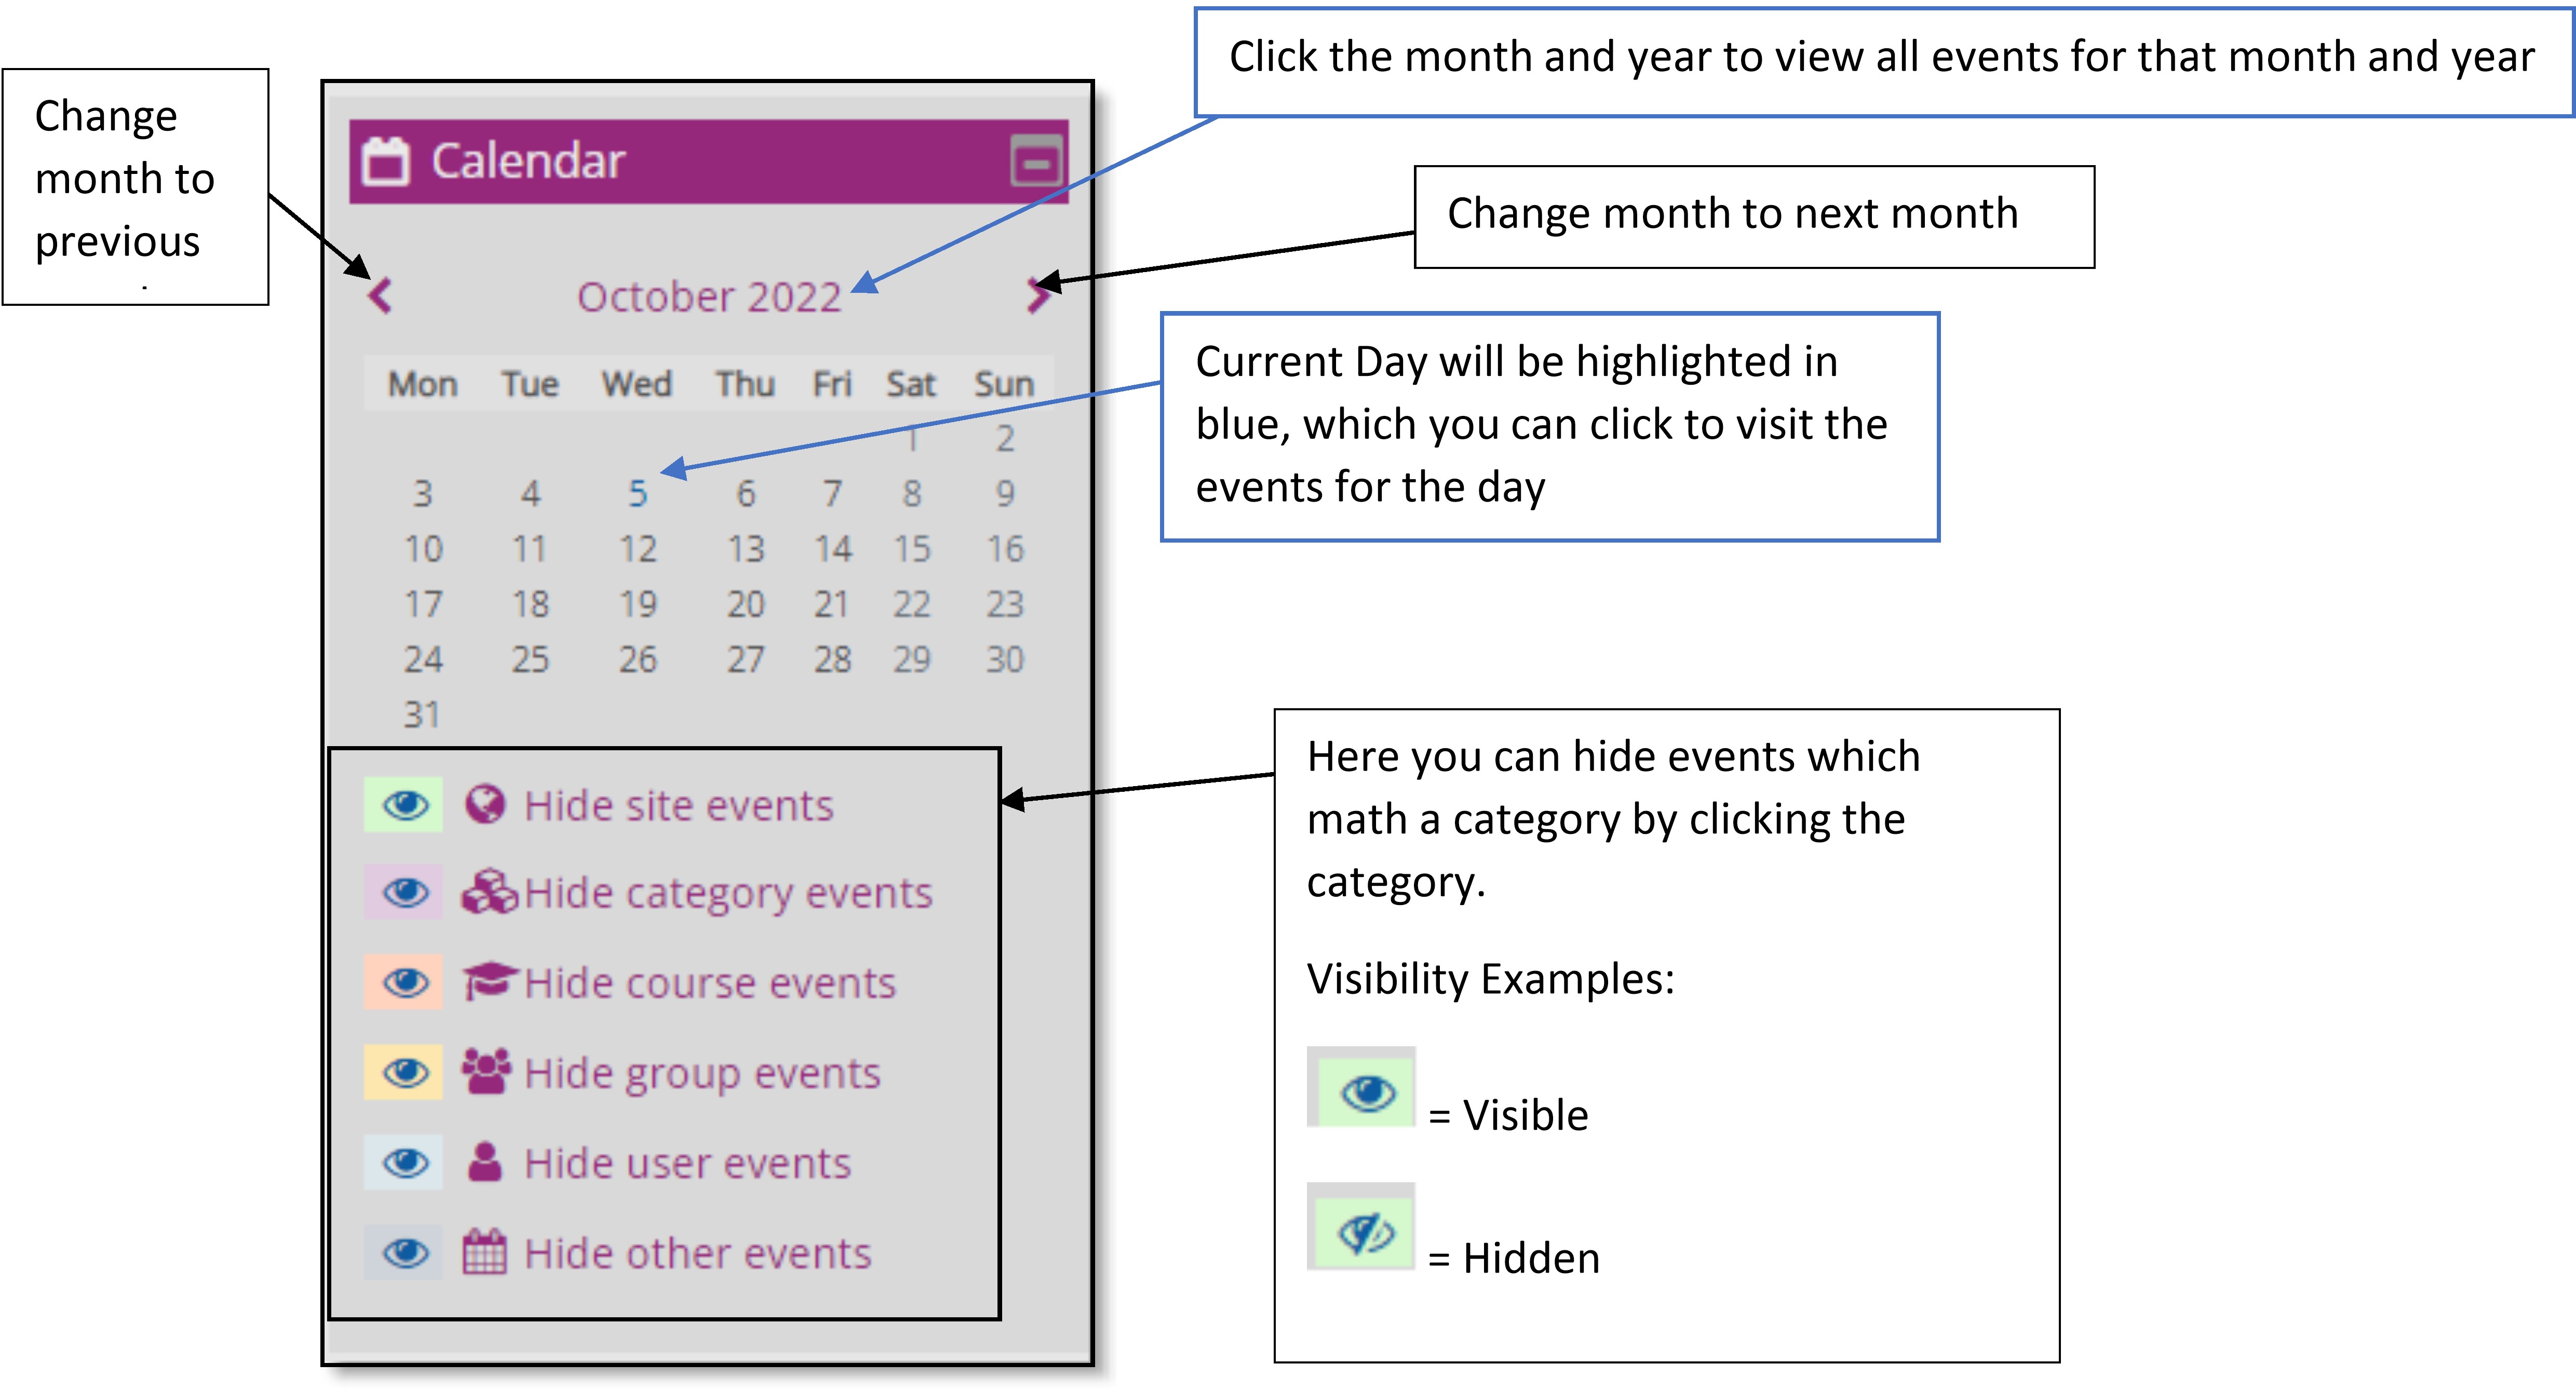 Click the month and year to view all events for that month and year
Change
month to
previous
Calendar
Change month to next month
October 2022
Current Day will be highlighted in
blue, which you can click to visit the
events for the day
Mon Tue Wed Thu Fri Sat Sun
1 2
3 4 5 6 7 8 9
10 11 12 13 14 15 16
17 18 19 20 21 22 23
24 25 26 27 28 29 30
31
Hide site events
Hide category events
Hide course events
Hide group events
Hide user events
Hide other events
Here you can hide events which
math a category by clicking the
category.
Visibility Examples:
= Visible
= Hidden